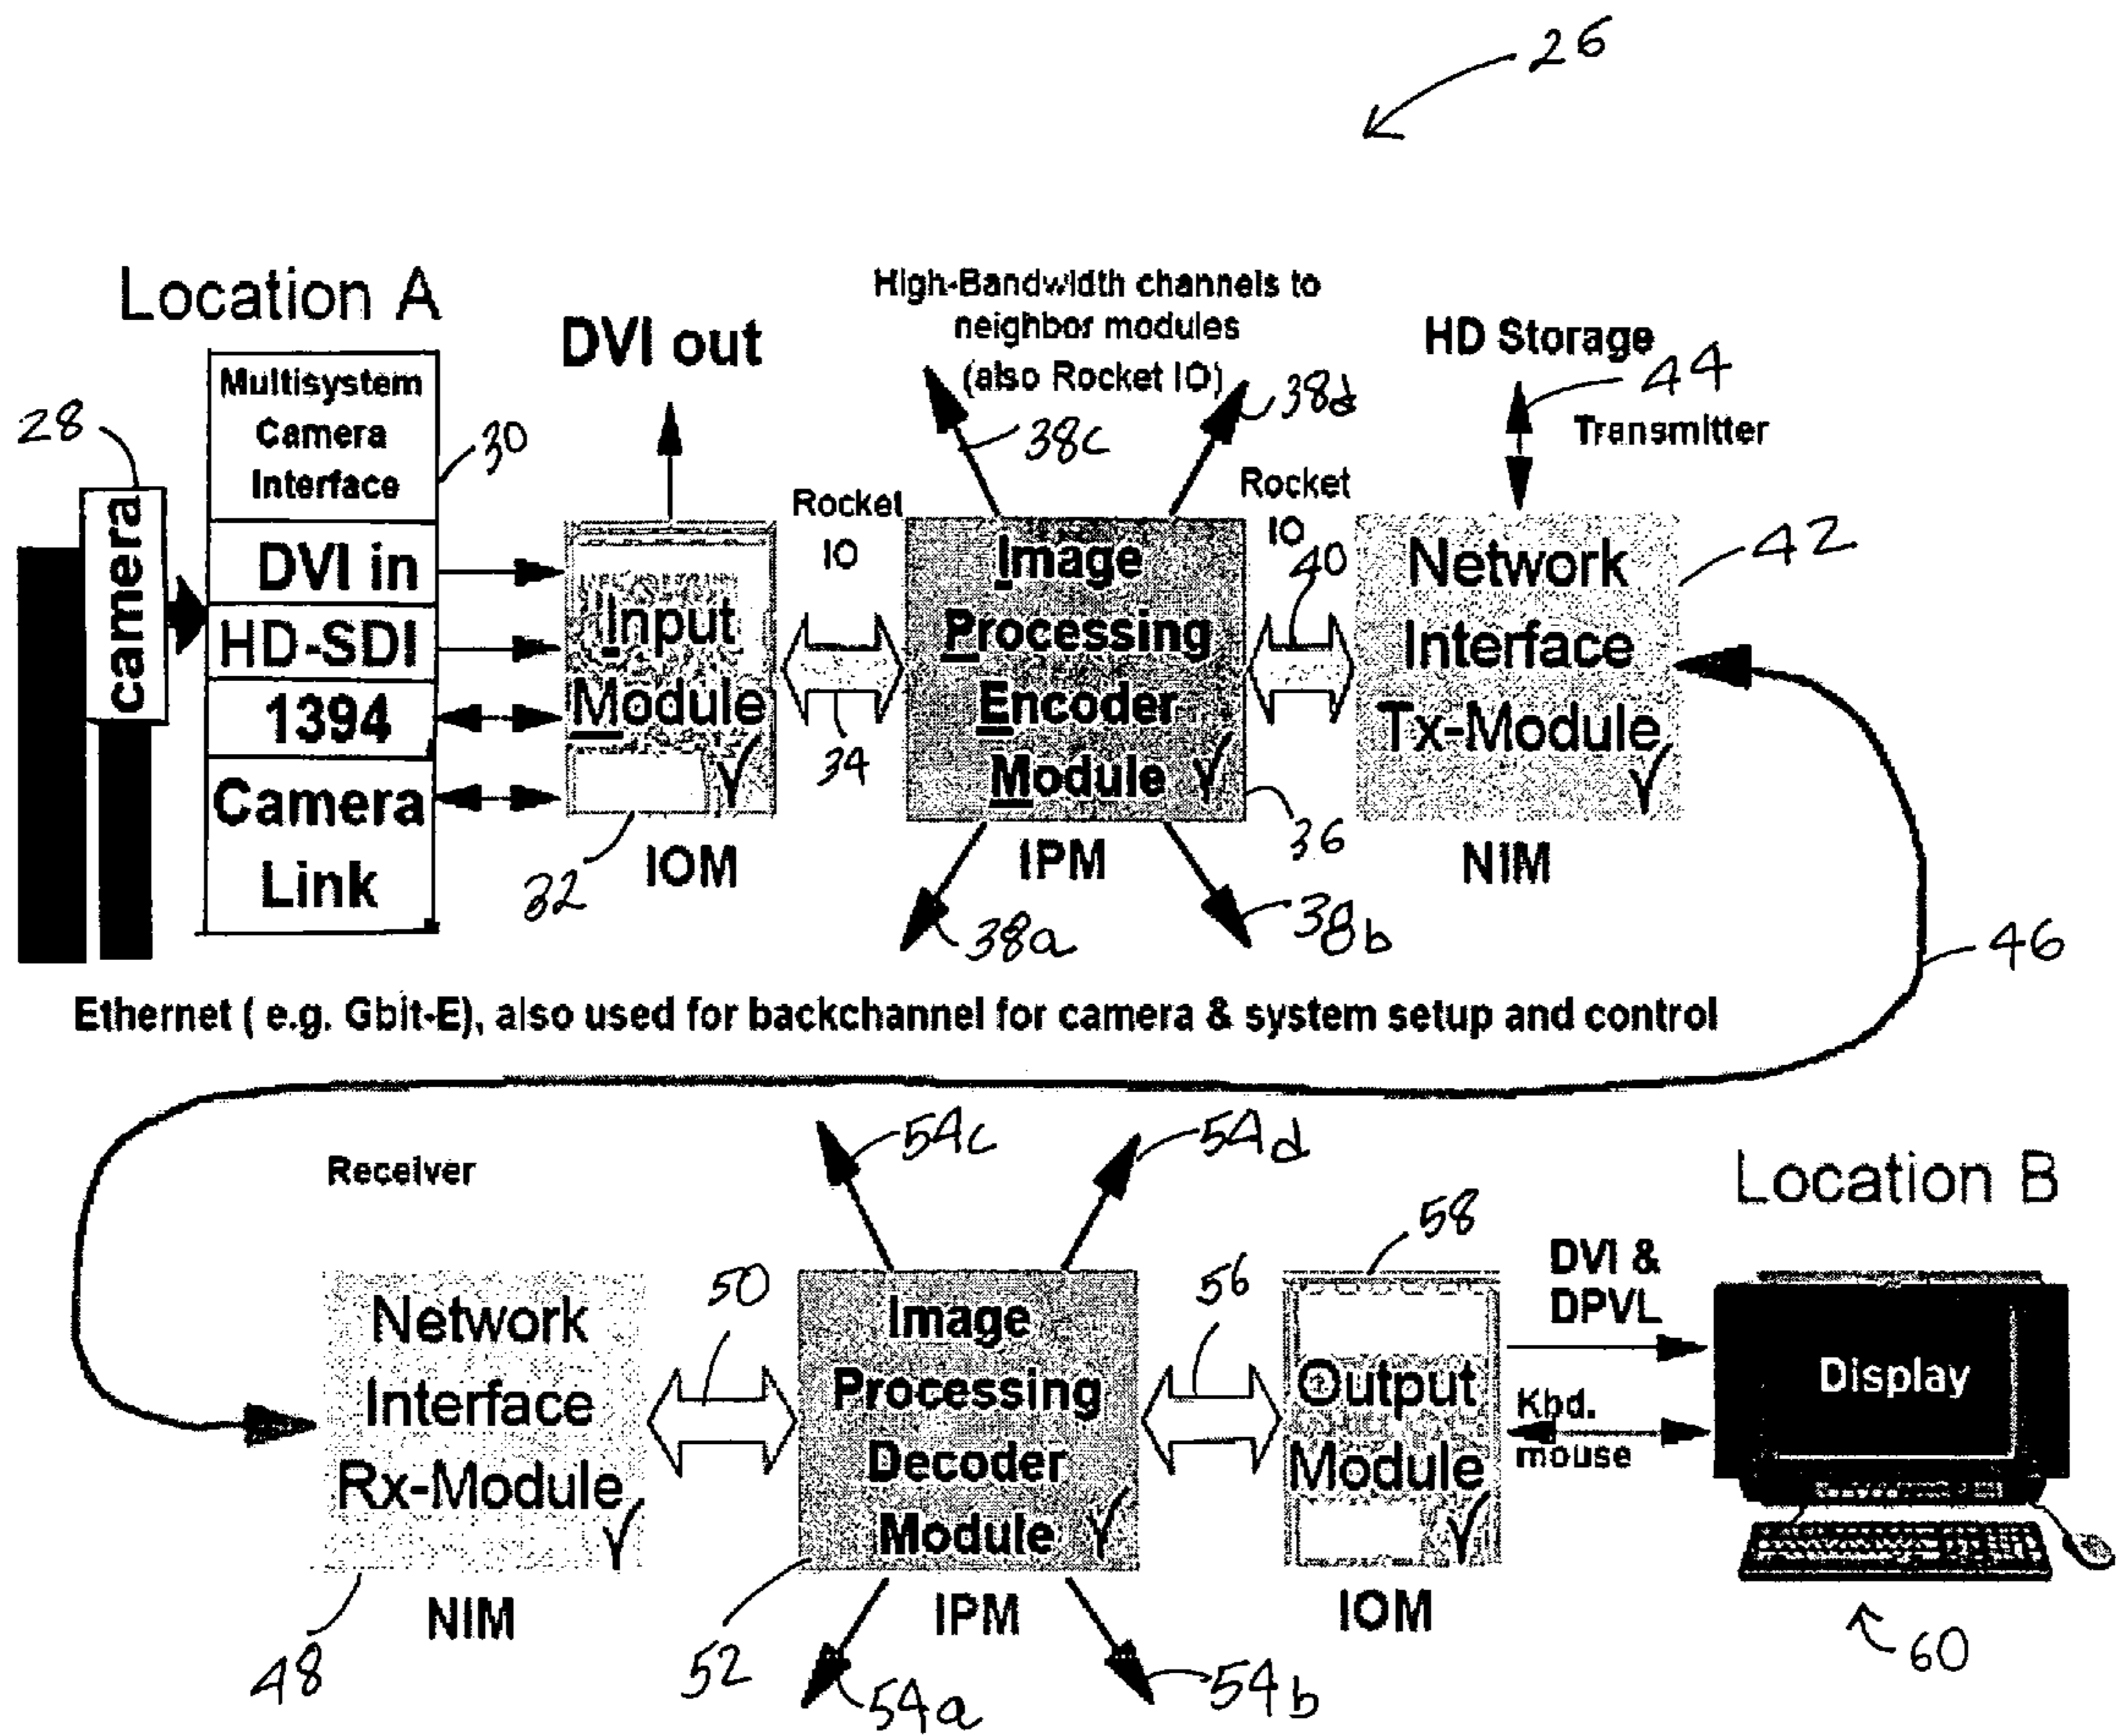 26
Location A
Multisystem
Camera
Interface
28
30
camera
DVI in
HD-SDI
1394
Camera
Link
DVI out
Input
Module
32
IOM
Rocket
IO
34
High-Bandwidth channels to
neighbor modules
(also Rocket IO)
38c
38d
Image
Processing
Encoder
Module
36
IPM
38a
38b
Rocket
IO
40
HD Storage
44
Transmitter
Network
Interface
Tx-Module
42
NIM
46
Ethernet ( e.g. Gbit-E), also used for backchannel for camera & system setup and control
Receiver
Network
Interface
Rx-Module
NIM
48
50
54c
54d
Image
Processing
Decoder
Module
IPM
52
54a
54b
56
58
Output
Module
IOM
Location B
DVI &
DPVL
Kbd.
mouse
Display
60